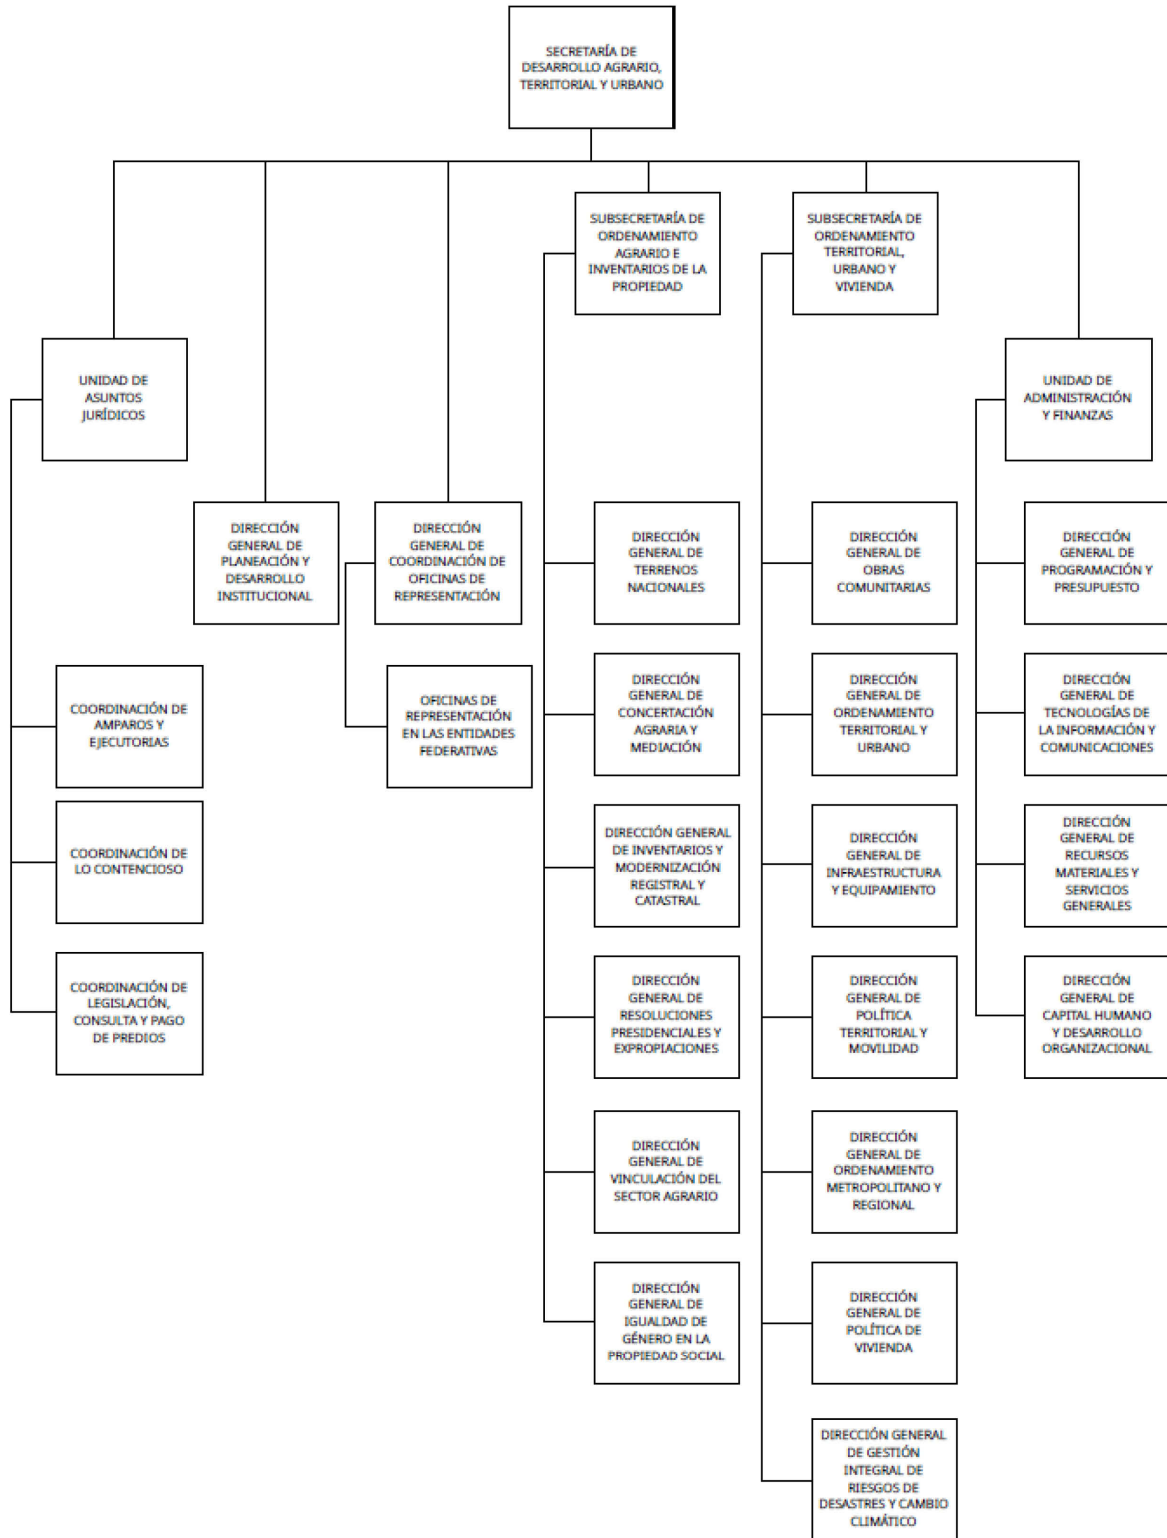 SECRETARÍA DE
DESARROLLO AGRARIO,
TERRITORIAL Y URBANO
SUBSECRETARÍA DE
ORDENAMIENTO
AGRARIO E
INVENTARIOS DE LA
PROPIEDAD
SUBSECRETARÍA DE
ORDENAMIENTO
TERRITORIAL,
URBANO Y
VIVIENDA
UNIDAD DE
ASUNTOS
JURÍDICOS
UNIDAD DE
ADMINISTRACIÓN
Y FINANZAS
DIRECCIÓN
GENERAL DE
PLANEACIÓN Y
DESARROLLO
INSTITUCIONAL
DIRECCIÓN
GENERAL DE
COORDINACIÓN DE
OFICINAS DE
REPRESENTACIÓN
DIRECCIÓN
GENERAL DE
TERRENOS
NACIONALES
DIRECCIÓN
GENERAL DE
OBRAS
COMUNITARIAS
DIRECCIÓN
GENERAL DE
PROGRAMACIÓN Y
PRESUPUESTO
COORDINACIÓN DE
AMPAROS Y
EJECUTORIAS
OFICINAS DE
REPRESENTACIÓN
EN LAS ENTIDADES
FEDERATIVAS
DIRECCIÓN
GENERAL DE
CONCERTACIÓN
AGRARIA Y
MEDIACIÓN
DIRECCIÓN
GENERAL DE
ORDENAMIENTO
TERRITORIAL Y
URBANO
DIRECCIÓN
GENERAL DE
TECNOLOGÍAS DE
LA INFORMACIÓN Y
COMUNICACIONES
COORDINACIÓN DE
LO CONTENCIOSO
DIRECCIÓN GENERAL
DE INVENTARIOS Y
MODERNIZACIÓN
REGISTRAL Y
CATASTRAL
DIRECCIÓN
GENERAL DE
INFRAESTRUCTURA
Y EQUIPAMIENTO
DIRECCIÓN
GENERAL DE
RECURSOS
MATERIALES Y
SERVICIOS
GENERALES
COORDINACIÓN DE
LEGISLACIÓN,
CONSULTA Y PAGO
DE PREDIOS
DIRECCIÓN
GENERAL DE
RESOLUCIONES
PRESIDENCIALES Y
EXPROPIACIONES
DIRECCIÓN
GENERAL DE
POLÍTICA
TERRITORIAL Y
MOVILIDAD
DIRECCIÓN
GENERAL DE
CAPITAL HUMANO
Y DESARROLLO
ORGANIZACIONAL
DIRECCIÓN
GENERAL DE
VINCULACIÓN DEL
SECTOR AGRARIO
DIRECCIÓN
GENERAL DE
ORDENAMIENTO
METROPOLITANO Y
REGIONAL
DIRECCIÓN
GENERAL DE
IGUALDAD DE
GÉNERO EN LA
PROPIEDAD SOCIAL
DIRECCIÓN
GENERAL DE
POLÍTICA DE
VIVIENDA
DIRECCIÓN GENERAL
DE GESTIÓN
INTEGRAL DE
RIESGOS DE
DESASTRES Y CAMBIO
CLIMÁTICO